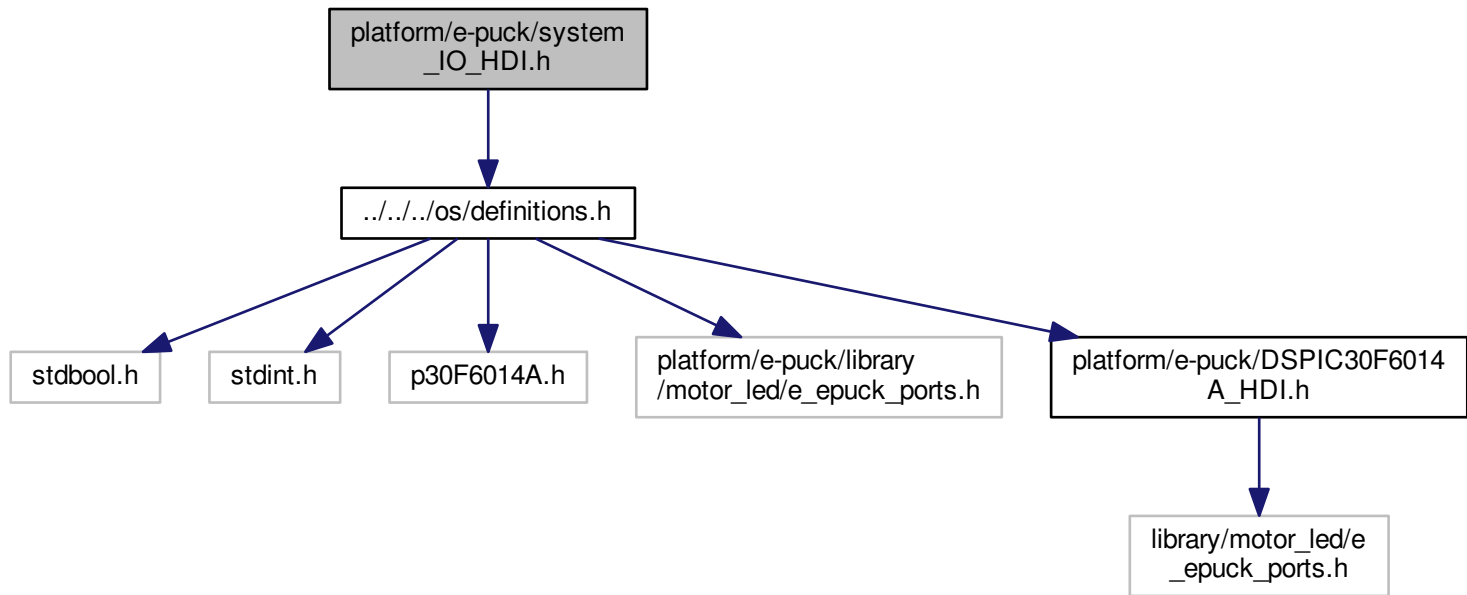 platform/e-puck/system
_IO_HDI.h
../../../os/definitions.h
stdbool.h
stdint.h
p30F6014A.h
platform/e-puck/library
/motor_led/e_epuck_ports.h
platform/e-puck/DSPIC30F6014
A_HDI.h
library/motor_led/e
_epuck_ports.h